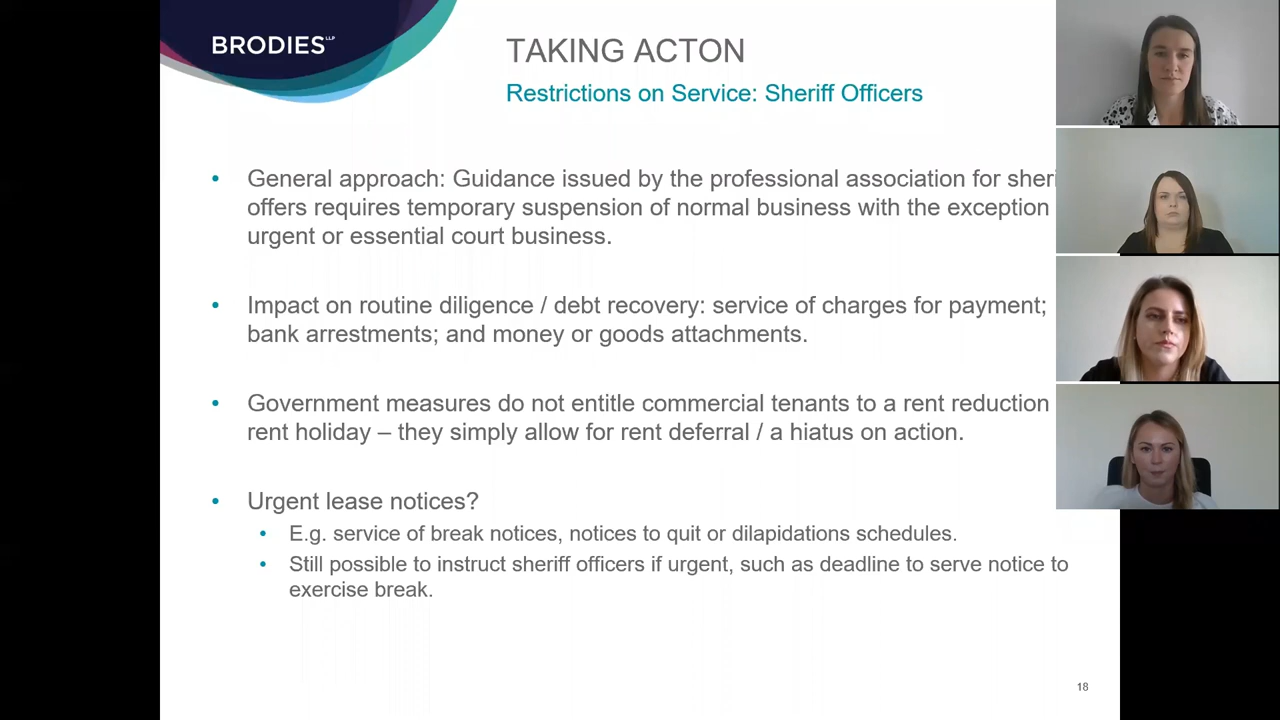 BRODIES LLP
TAKING ACTON
Restrictions on Service: Sheriff Officers
• General approach: Guidance issued by the professional association for
offers requires temporary suspension of normal business with the exception
urgent or essential court business.
• Impact on routine diligence / debt recovery: service of charges for payment;
bank arrestments; and money or goods attachments.
• Government measures do not entitle commercial tenants to a rent reduction
rent holiday – they simply allow for rent deferral / a hiatus on action.
• Urgent lease notices?
• E.g. service of break notices, notices to quit or dilapidations schedules.
• Still possible to instruct sheriff officers if urgent, such as deadline to serve notice to
exercise break.
18